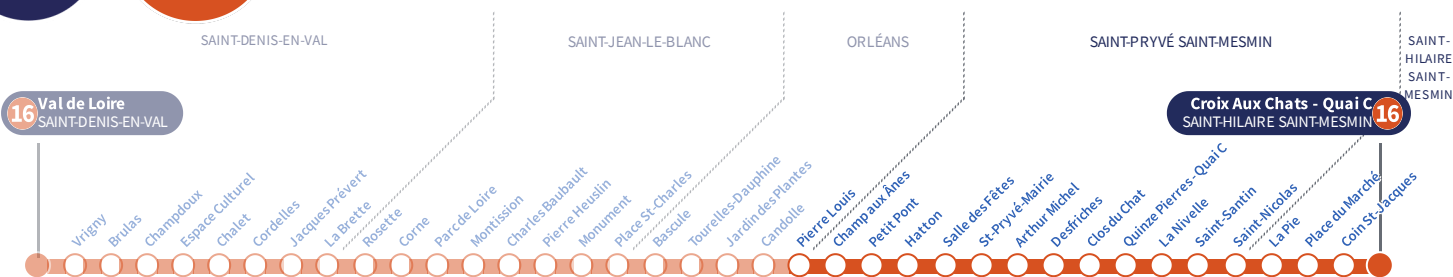 SAINT-DENIS-EN-VAL
SAINT-JEAN-LE-BLANC
ORLÉANS
SAINT-PRYVÉ SAINT-MESMIN
SAINT-
HILAIRE
SAINT-
MESMIN
16
Val de Loire
SAINT-DENIS-EN-VAL
Croix Aux Chats - Quai C
SAINT-HILAIRE SAINT-MESMIN
16
Vrigny
Brulas
Champdoux
Espace Culturel
Chalet
Cordelles
Jacques Prévert
La Brette
Rosette
Corne
Parc de Loire
Montission
Charles Baubault
Pierre Heuslin
Monument
Place St-Charles
Bascule
Tourelles-Dauphine
Jardin des Plantes
Candolle
Pierre Louis
Champ aux Ânes
Petit Pont
Hatton
Salle des Fêtes
St-Pryvé-Mairie
Arthur Michel
Desfriches
Clos du Chat
Quinze Pierres - Quai C
La Nivelle
Saint-Santin
Saint-Nicolas
La Pie
Place du Marché
Coin St-Jacques